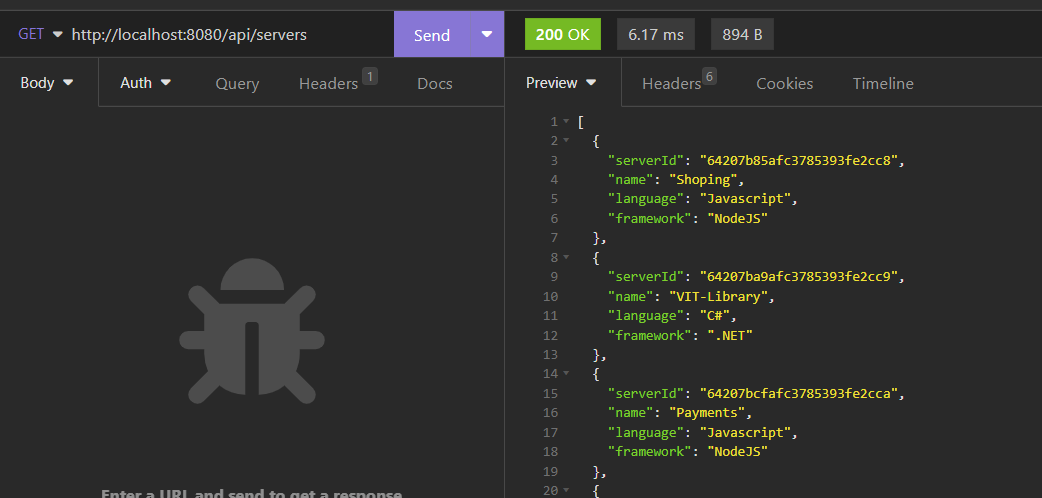 GET http://localhost:8080/api/servers Send 200 OK 6.17 ms 894 B
Body Auth Query Headers 1 Docs Preview Headers 6 Cookies Timeline
1 [
2 {
3 "serverId": "64207b85afc3785393fe2cc8",
4 "name": "Shoping",
5 "language": "Javascript",
6 "framework": "NodeJS"
7 },
8 {
9 "serverId": "64207ba9afc3785393fe2cc9",
10 "name": "VIT-Library",
11 "language": "C#",
12 "framework": ".NET"
13 },
14 {
15 "serverId": "64207bcfafc3785393fe2cca",
16 "name": "Payments",
17 "language": "Javascript",
18 "framework": "NodeJS"
19 },
20 {
Enter a URL and send to get a response